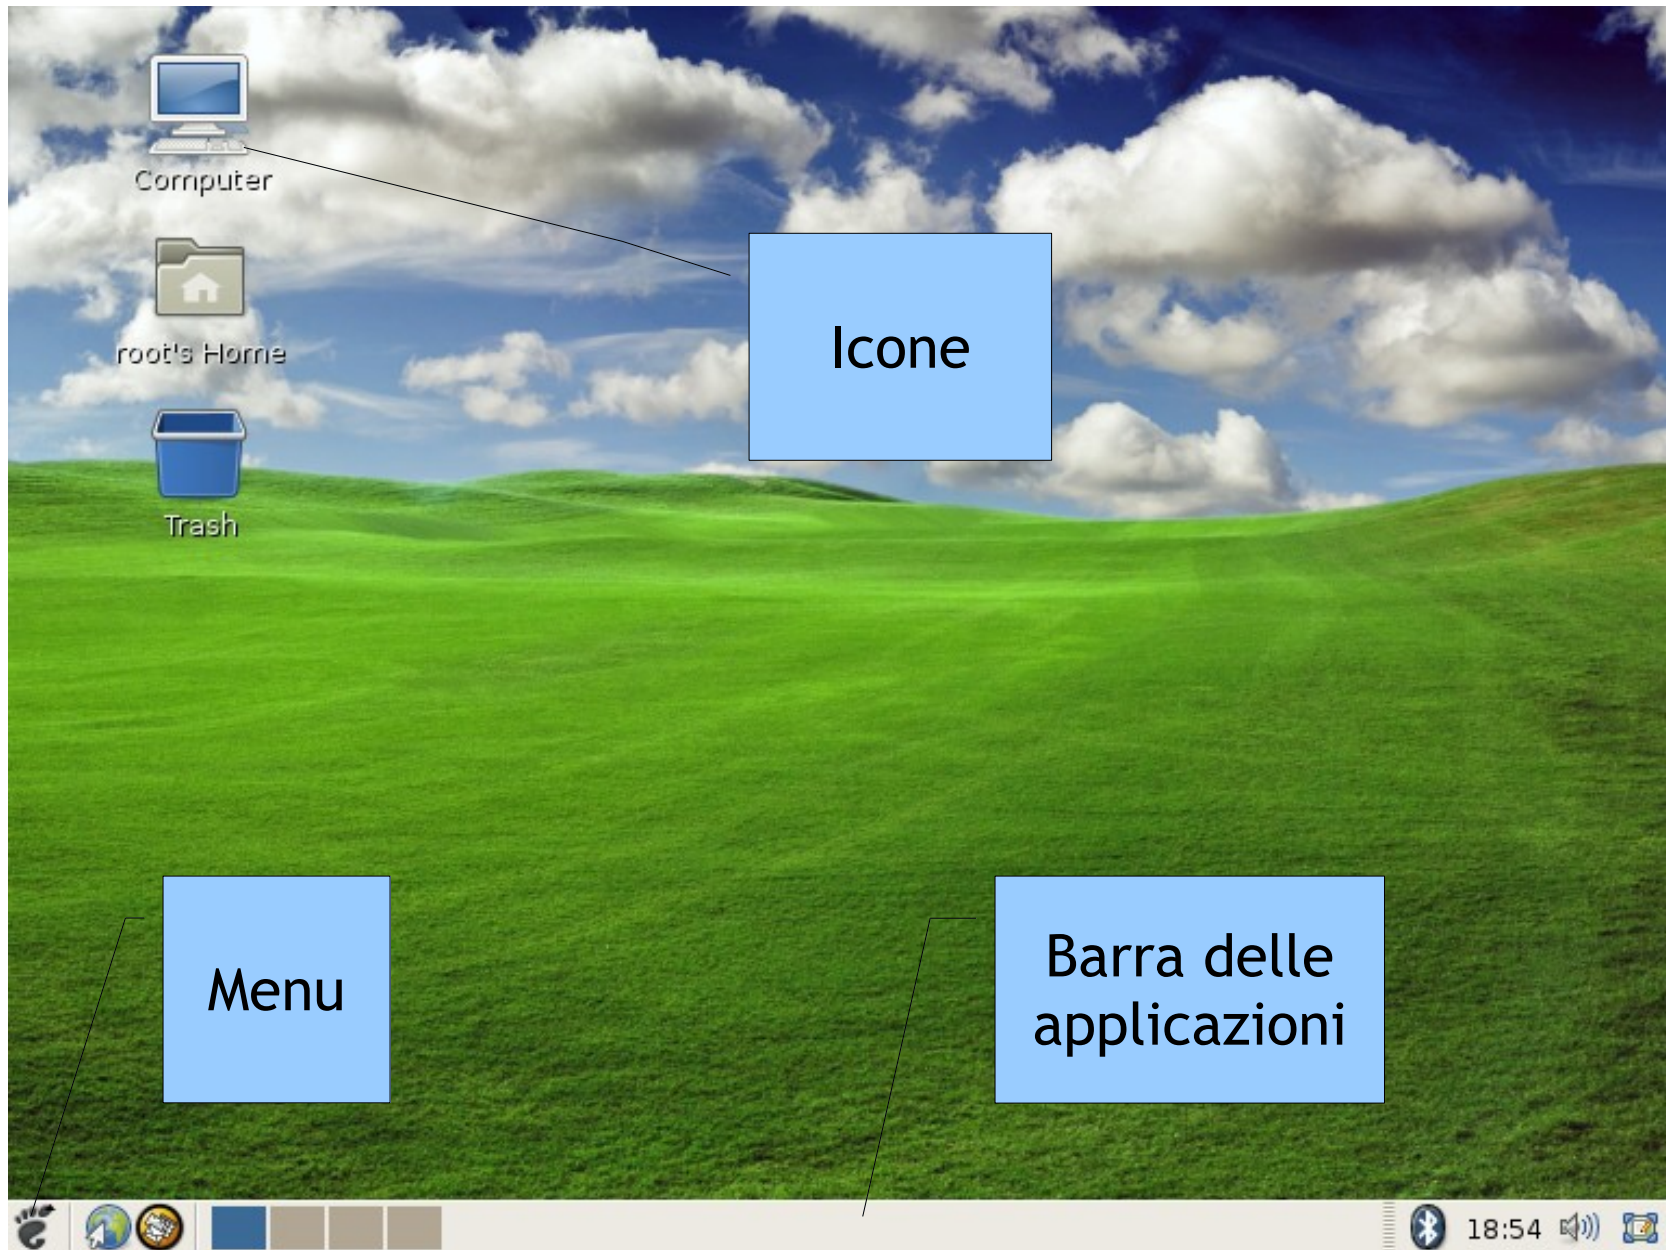 Computer
root's Home
Trash
Icone
Menu
Barra delle
applicazioni
18:54